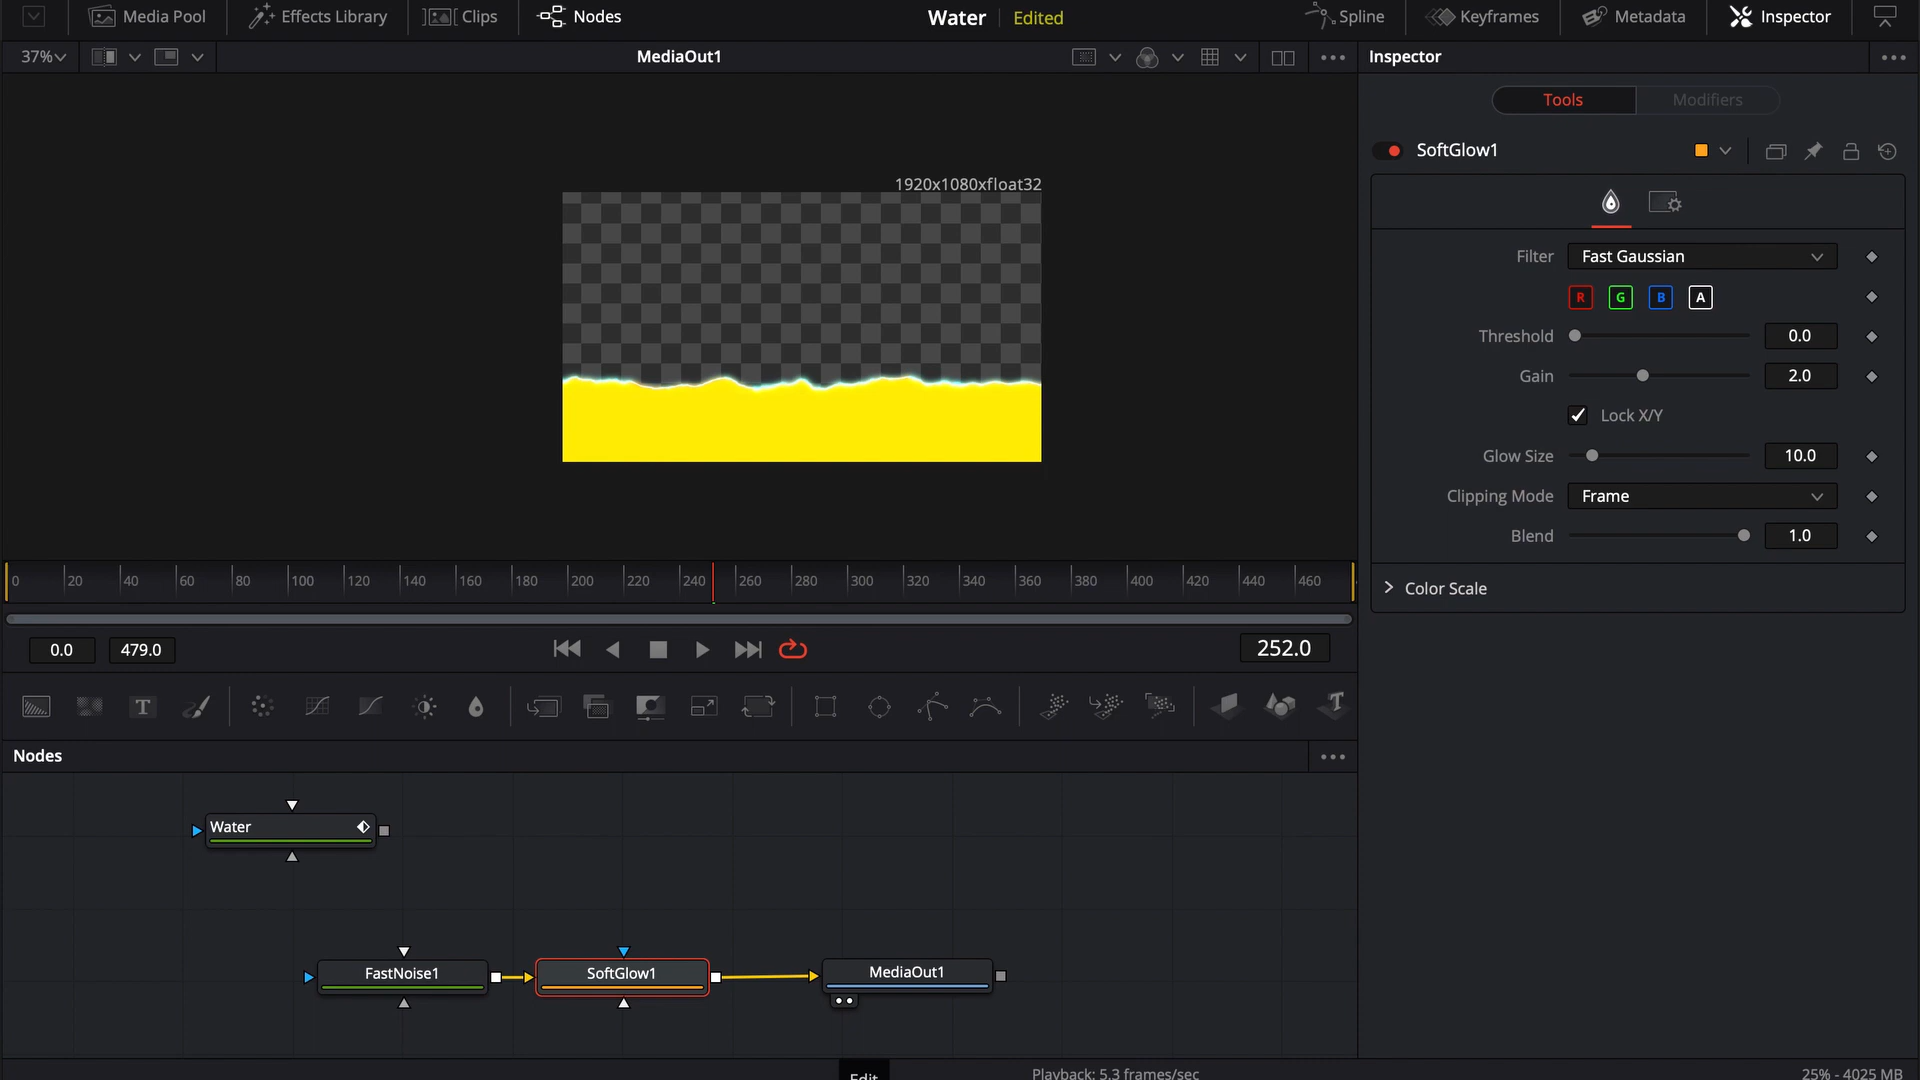 Media Pool
Effects Library
Clips
Nodes
Water
Edited
Spline
Keyframes
Metadata
Inspector
37%
MediaOut1
Inspector
Tools
Modifiers
SoftGlow1
1920x1080xfloat32
Filter
Fast Gaussian
R
G
B
A
Threshold
0.0
Gain
2.0
Lock X/Y
Glow Size
10.0
Clipping Mode
Frame
Blend
1.0
Color Scale
0 20 40 60 80 100 120 140 160 180 200 220 240 260 280 300 320 340 360 380 400 420 440 460
0.0
479.0
252.0
T
T
Nodes
Water
FastNoise1
SoftGlow1
MediaOut1
Edit
Playback: 5.3 frames/sec
25% - 4025 MB